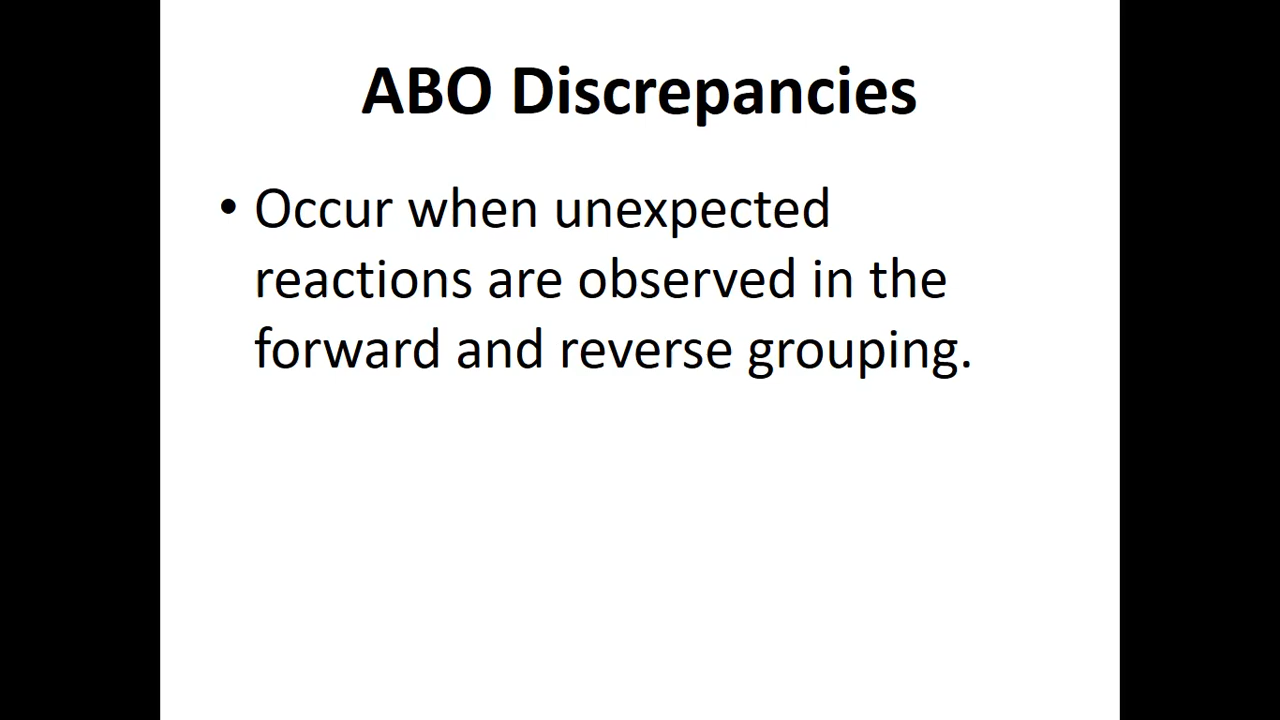 ABO Discrepancies
• Occur when unexpected
reactions are observed in the
forward and reverse grouping.